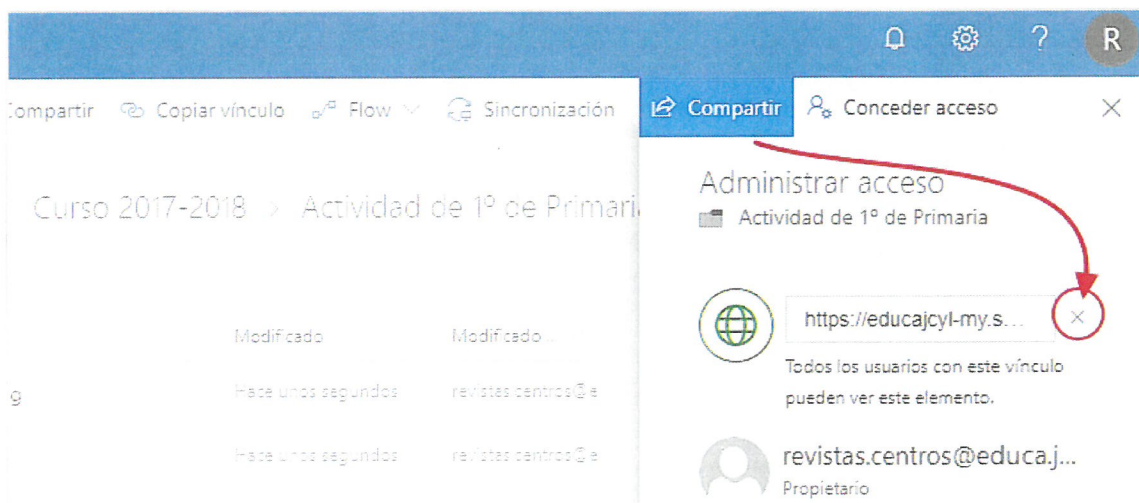 ? R
Compartir Copiar vínculo Flow Sincronización Compartir Conceder acceso
Curso 2017-2018 > Actividad de 1º de Primari
Administrar acceso
Actividad de 1º de Primaria
https://educajcyl-my.s...
Todos los usuarios con este vínculo
pueden ver este elemento.
Modificado Modificado
g Hace unos segundos revistas.centros@e
Hace unos segundos revistas.centros@e
revistas.centros@educa.j...
Propietario